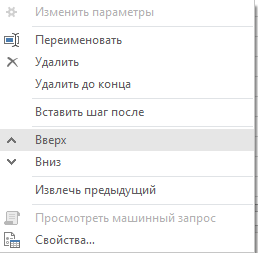 Изменить параметры
Переименовать
Удалить
Удалить до конца
Вставить шаг после
Вверх
Вниз
Извлечь предыдущий
Просмотреть машинный запрос
Свойства...